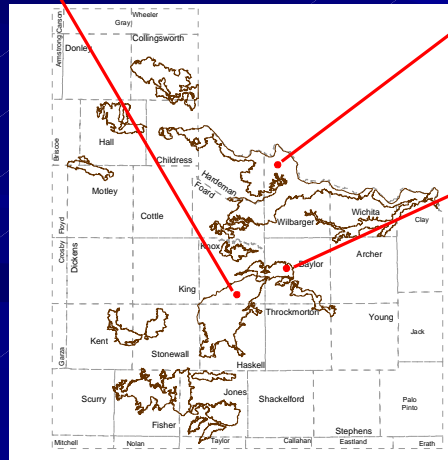 Wheeler
Carson
Gray
Armstrong
Donley
Collingsworth
Briscoe
Hall
Childress
Hardeman
Motley
Foard
Cottle
Wilbarger
Wichita
Clay
Floyd
Crosby
Dickens
Knox
Baylor
Archer
King
Throckmorton
Young
Garza
Kent
Stonewall
Haskell
Jack
Scurry
Fisher
Jones
Shackelford
Stephens
Palo
Pinto
Mitchell
Nolan
Taylor
Callahan
Eastland
Erath